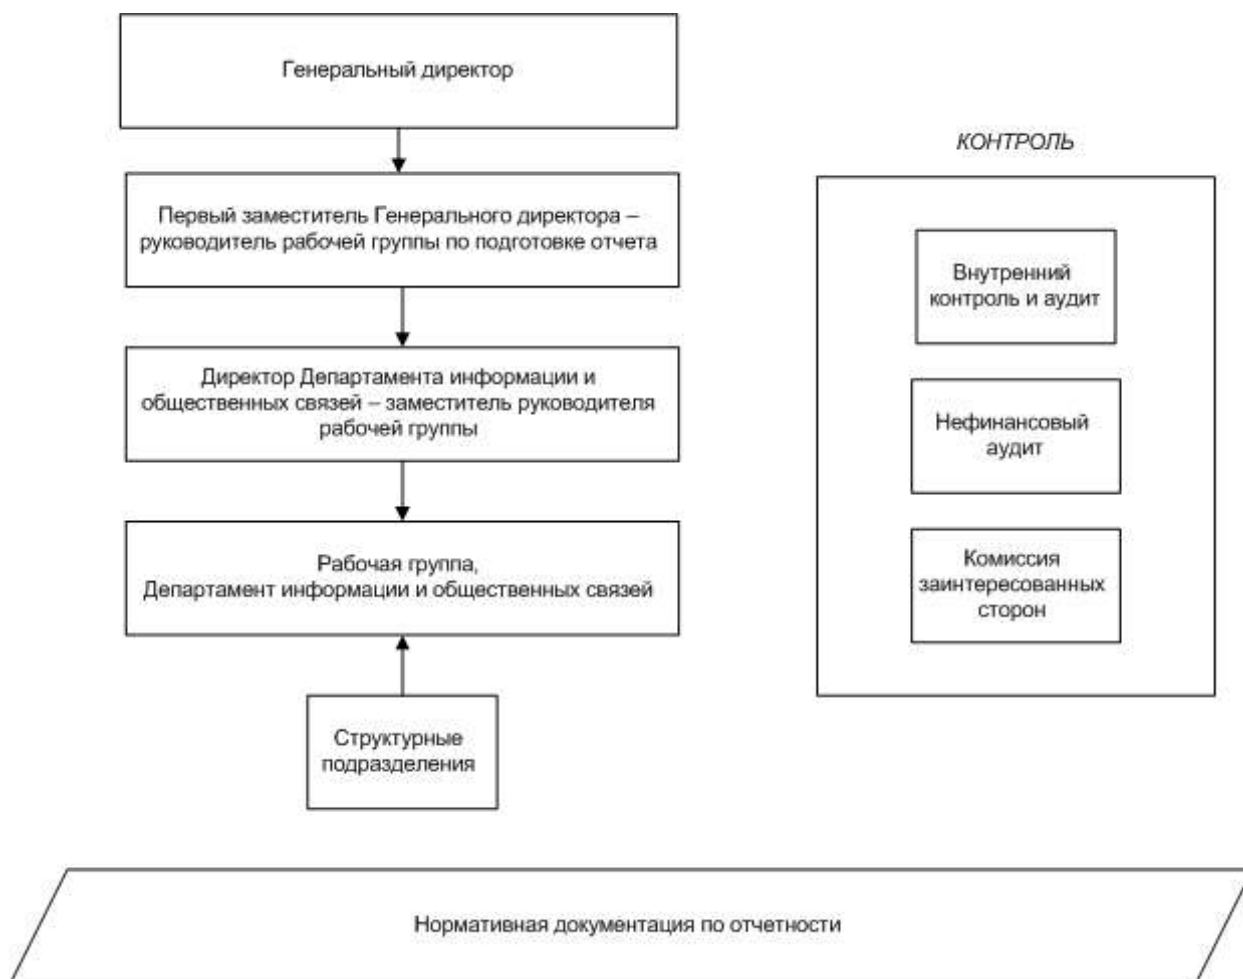 Генеральный директор
Первый заместитель Генерального директора –
руководитель рабочей группы по подготовке отчета
Директор Департамента информации и
общественных связей – заместитель руководителя
рабочей группы
Рабочая группа,
Департамент информации и общественных связей
Структурные
подразделения
КОНТРОЛЬ
Внутренний
контроль и аудит
Нефинансовый
аудит
Комиссия
заинтересованных
сторон
Нормативная документация по отчетности